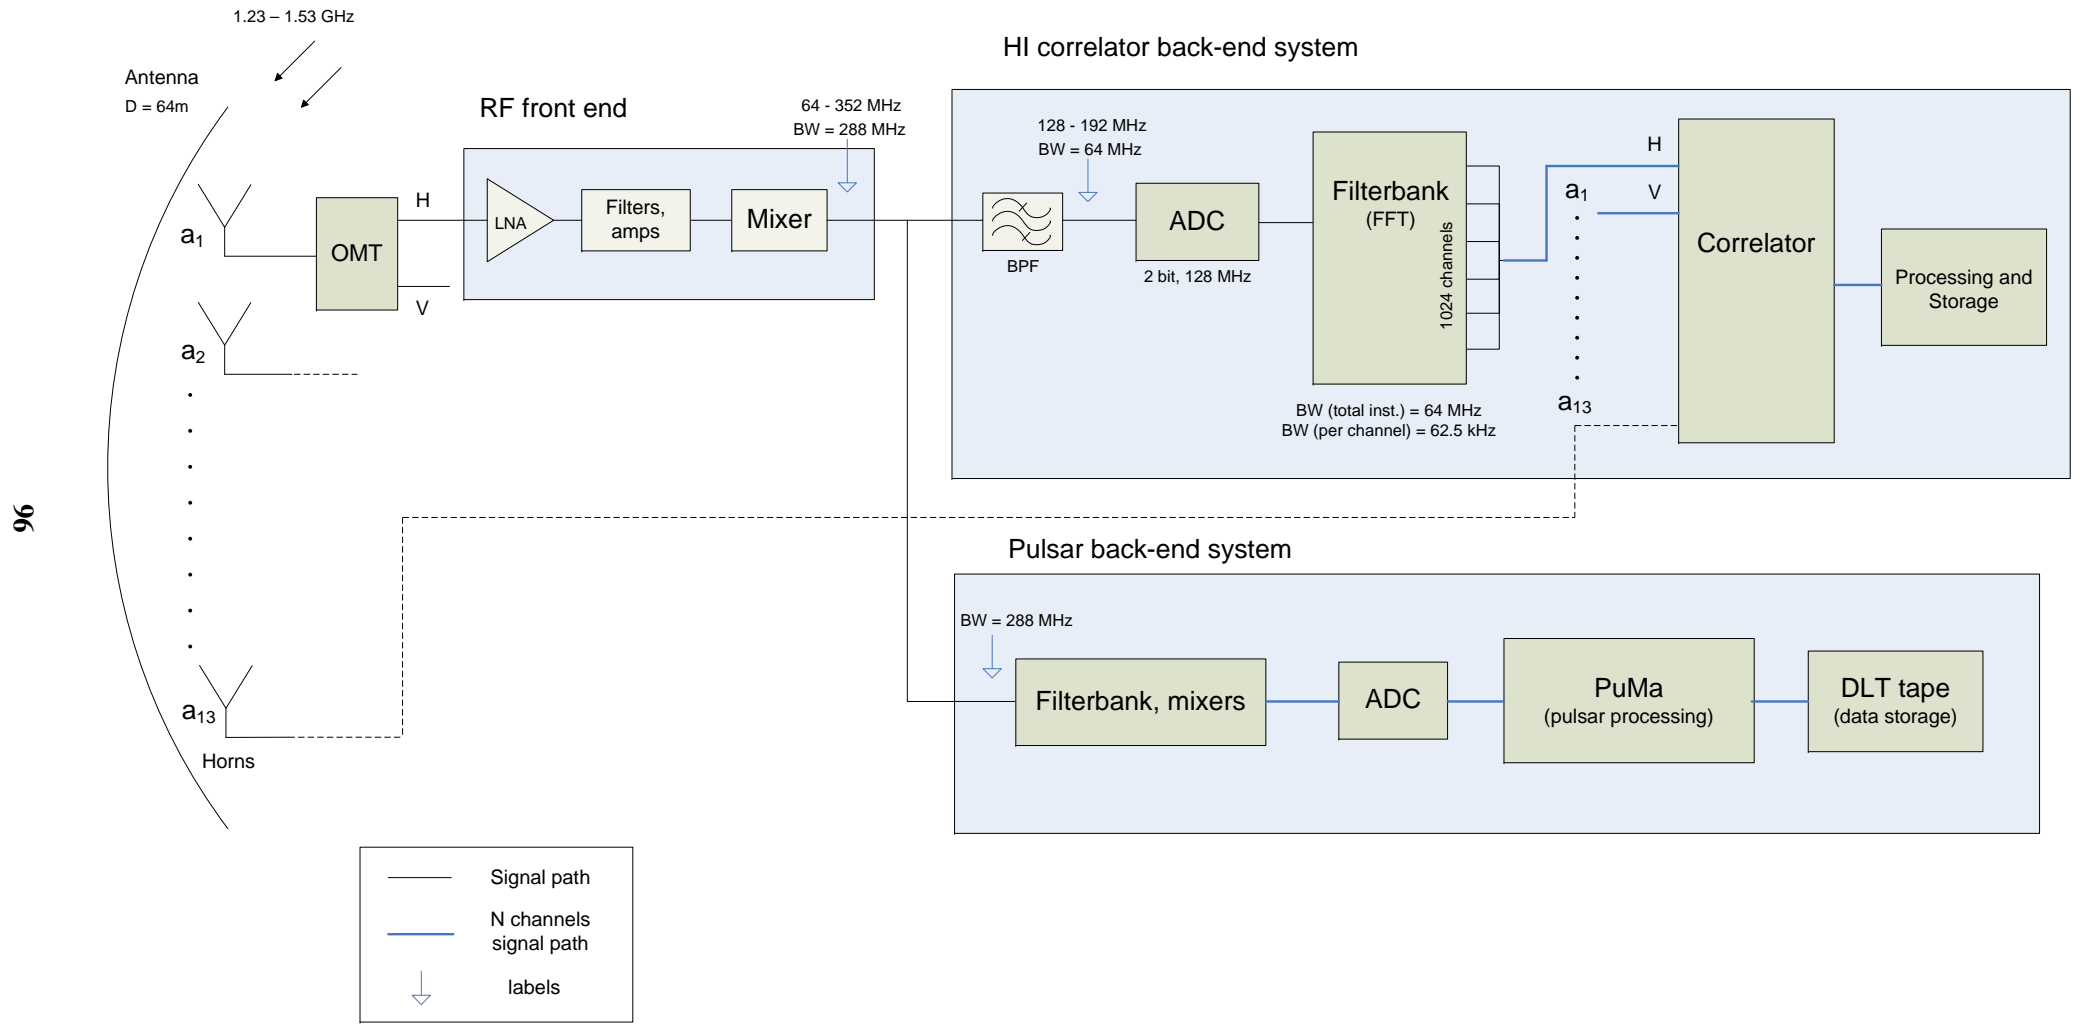 1.23 – 1.53 GHz
Antenna
D = 64m
a1
a2
a13
Horns
OMT
H
V
RF front end
LNA
Filters,
amps
Mixer
64 - 352 MHz
BW = 288 MHz
HI correlator back-end system
128 - 192 MHz
BW = 64 MHz
BPF
ADC
2 bit, 128 MHz
Filterbank
(FFT)
1024 channels
BW (total inst.) = 64 MHz
BW (per channel) = 62.5 kHz
H
V
a1
a13
Correlator
Processing and
Storage
Pulsar back-end system
BW = 288 MHz
Filterbank, mixers
ADC
PuMa
(pulsar processing)
DLT tape
(data storage)
Signal path
N channels
signal path
labels
96